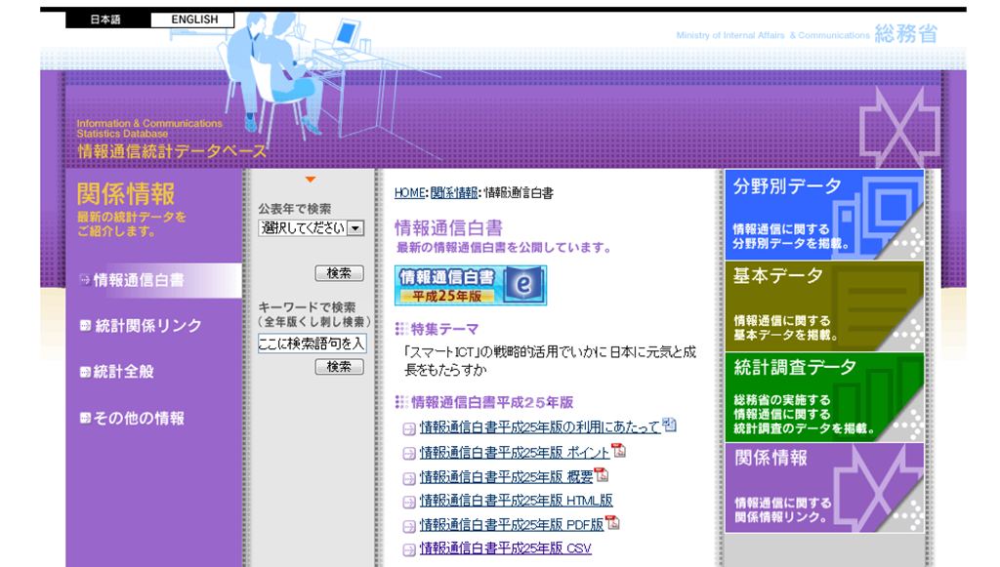 日本語
ENGLISH
Ministry of Internal Affairs & Communications 総務省
Information & Communications
Statistics Database
情報通信統計データベース
関係情報
最新の統計データを
ご紹介します。
情報通信白書
統計関係リンク
統計全般
その他の情報
公表年で検索
選択してください
検索
キーワードで検索
(全年版くし刺し検索)
ここに検索語句を入
検索
HOME:関係情報:情報通信白書
情報通信白書
最新の情報通信白書を公開しています。
情報通信白書
平成25年版
e
特集テーマ
「スマートICT」の戦略的活用でいかに日本に元気と成
長をもたらすか
情報通信白書平成25年版
情報通信白書平成25年版の利用にあたって
情報通信白書平成25年版 ポイント
情報通信白書平成25年版 概要
情報通信白書平成25年版 HTML版
情報通信白書平成25年版 PDF版
情報通信白書平成25年版 CSV
分野別データ
情報通信に関する
分野別データを掲載。
基本データ
情報通信に関する
基本データを掲載。
統計調査データ
総務省の実施する
情報通信に関する
統計調査のデータを掲載。
関係情報
情報通信に関する
関係情報リンク。